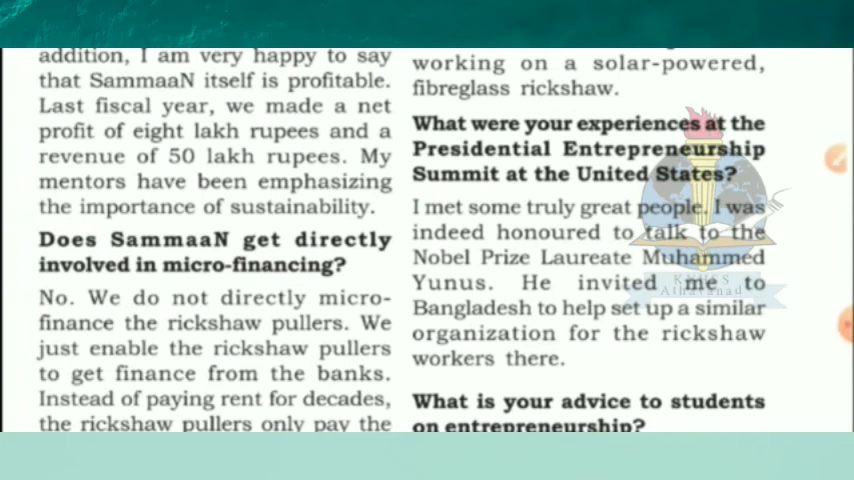 addition, I am very happy to say
that SammaaN itself is profitable.
Last fiscal year, we made a net
profit of eight lakh rupees and a
revenue of 50 lakh rupees. My
mentors have been emphasizing
the importance of sustainability.
Does SammaaN get directly
involved in micro-financing?
No. We do not directly micro-
finance the rickshaw pullers. We
just enable the rickshaw pullers
to get finance from the banks.
Instead of paying rent for decades,
the rickshaw pullers only pay the
working on a solar-powered,
fibreglass rickshaw.
What were your experiences at the
Presidential Entrepreneurship
Summit at the United States?
I met some truly great people. I was
indeed honoured to talk to the
Nobel Prize Laureate Muhammed
Yunus. He invited me to
Bangladesh to help set up a similar
organization for the rickshaw
workers there.
What is your advice to students
on entrepreneurship?
Athavanad